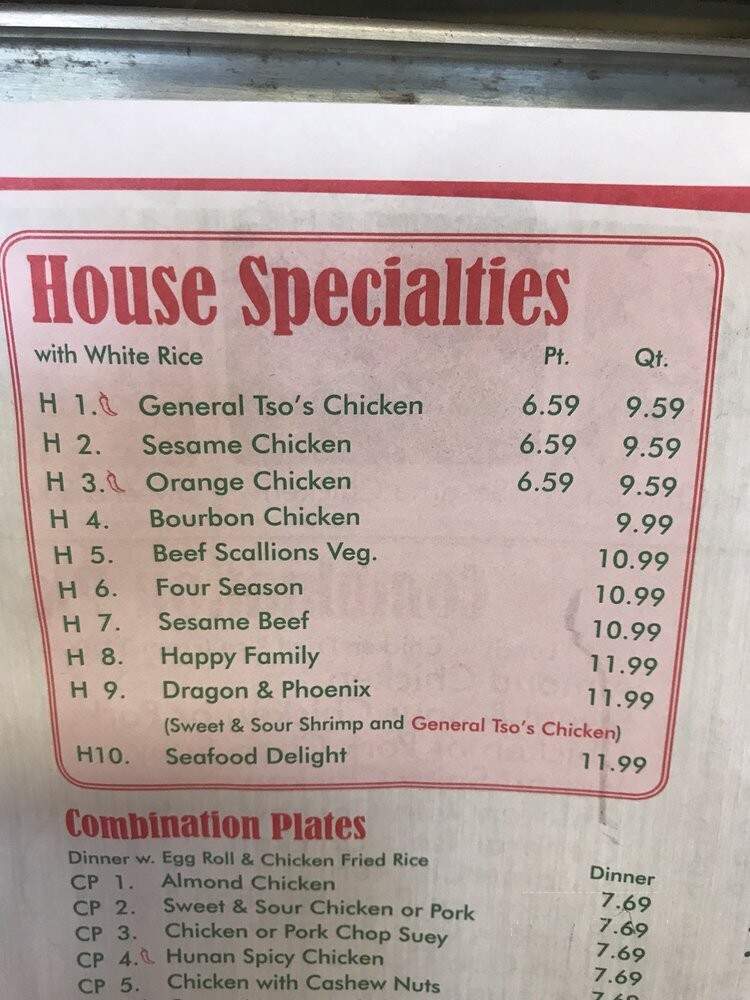 House Specialties
with White Rice Pt. Qt.
H 1. General Tso's Chicken 6.59 9.59
H 2. Sesame Chicken 6.59 9.59
H 3. Orange Chicken 6.59 9.59
H 4. Bourbon Chicken 9.99
H 5. Beef Scallions Veg. 10.99
H 6. Four Season 10.99
H 7. Sesame Beef 10.99
H 8. Happy Family 11.99
H 9. Dragon & Phoenix 11.99
(Sweet & Sour Shrimp and General Tso's Chicken)
H10. Seafood Delight 11.99
Combination Plates
Dinner w. Egg Roll & Chicken Fried Rice Dinner
CP 1. Almond Chicken 7.69
CP 2. Sweet & Sour Chicken or Pork 7.69
CP 3. Chicken or Pork Chop Suey 7.69
CP 4. Hunan Spicy Chicken 7.69
CP 5. Chicken with Cashew Nuts